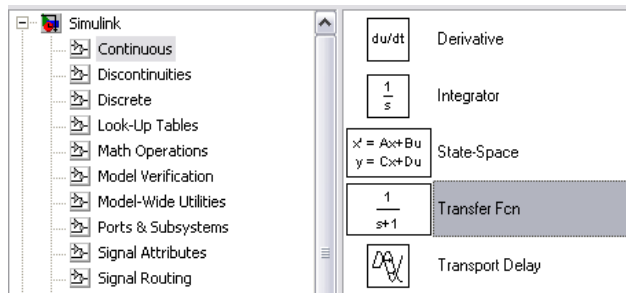 Simulink
Continuous
Discontinuities
Discrete
Look-Up Tables
Math Operations
Model Verification
Model-Wide Utilities
Ports & Subsystems
Signal Attributes
Signal Routing
du/dt Derivative
1
s
Integrator
x' = Ax+Bu
y = Cx+Du
State-Space
1
s+1
Transfer Fcn
Transport Delay